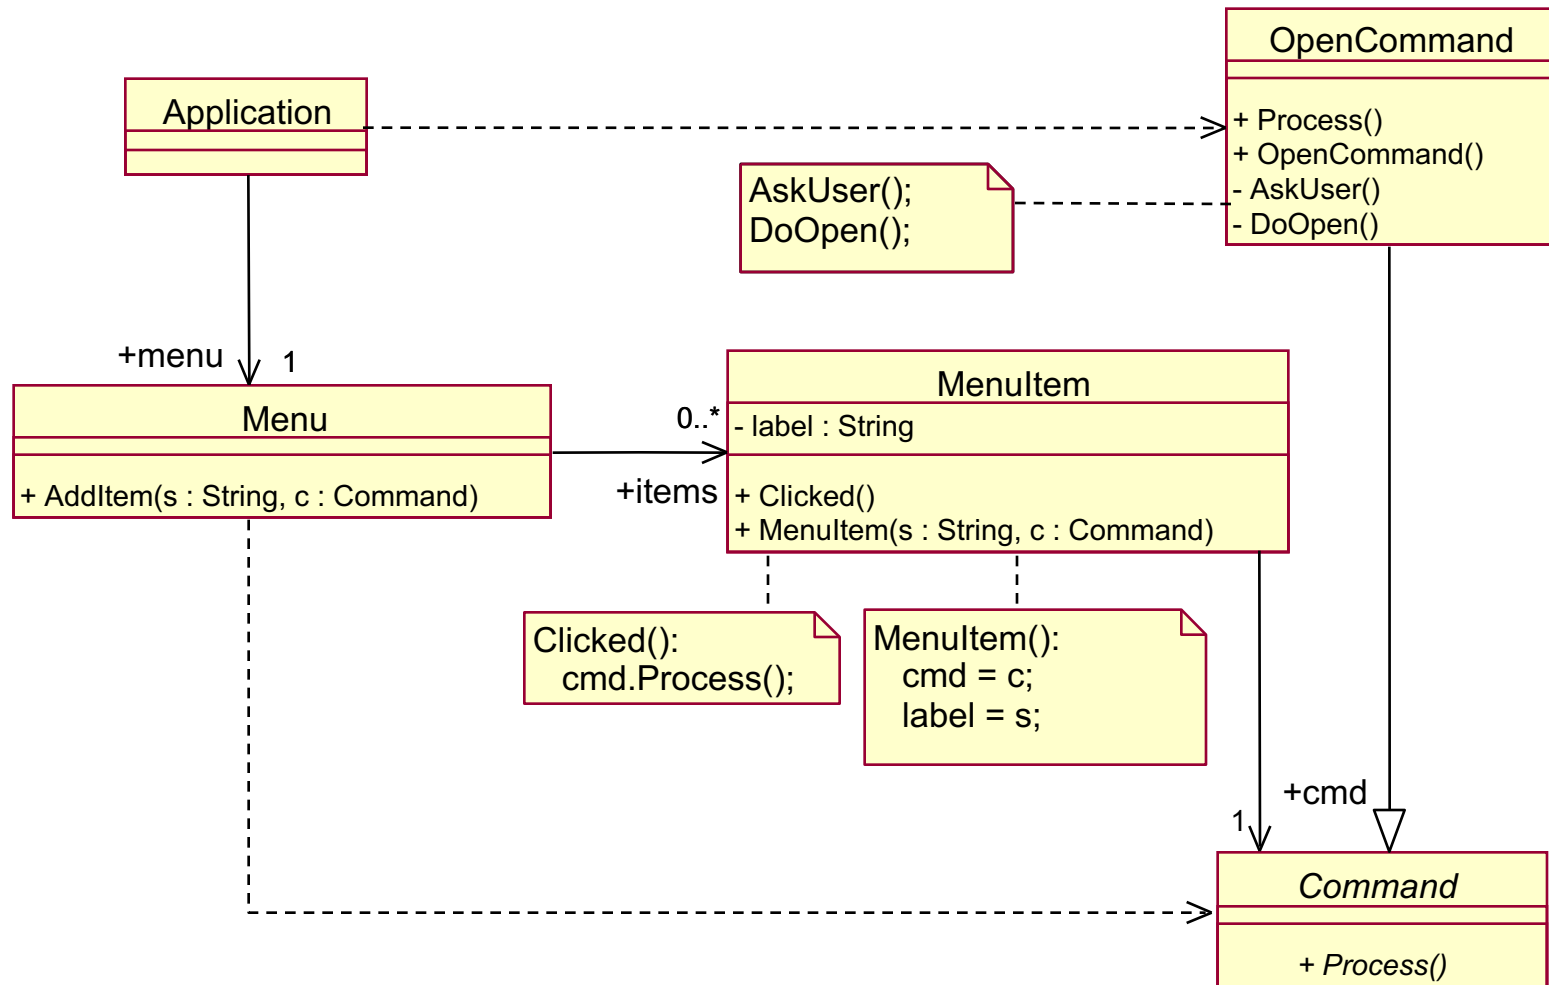 OpenCommand
+ Process()
+ OpenCommand()
- AskUser()
- DoOpen()
Application
AskUser();
DoOpen();
+menu
1
Menu
+ AddItem(s : String, c : Command)
0..*
+items
MenuItem
- label : String
+ Clicked()
+ MenuItem(s : String, c : Command)
Clicked():
cmd.Process();
MenuItem():
cmd = c;
label = s;
+cmd
1
Command
+ Process()